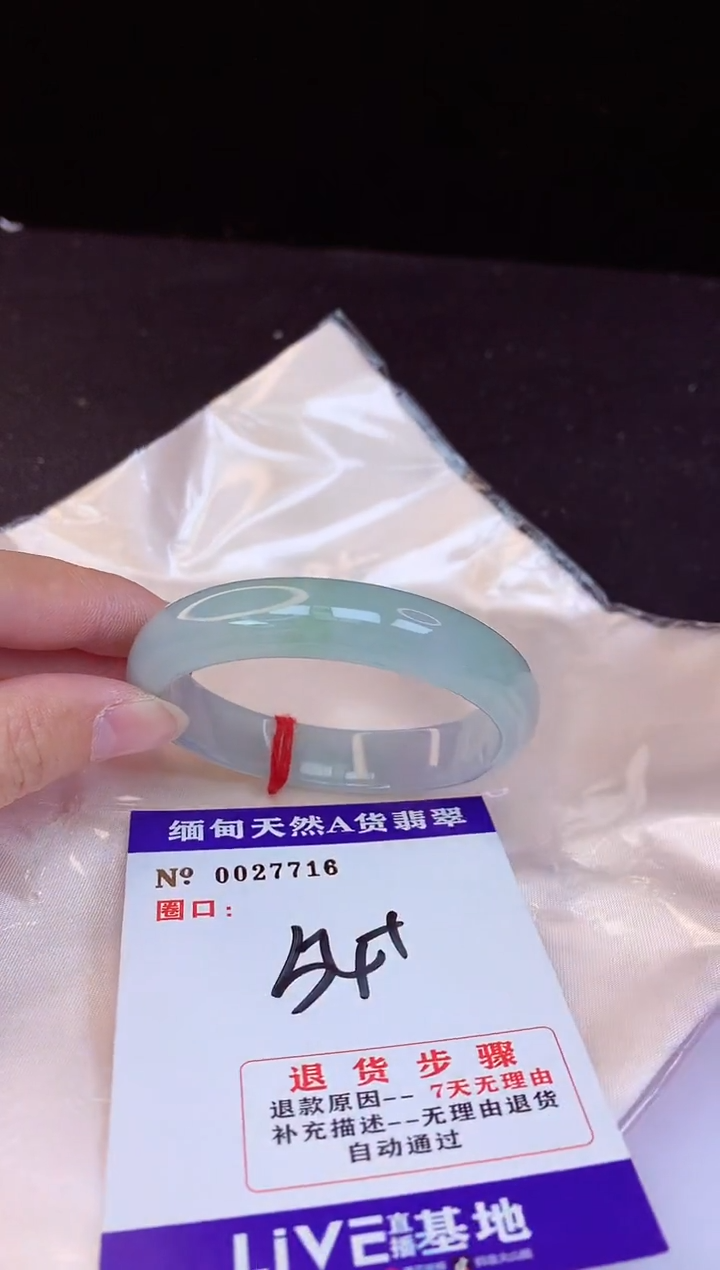 缅甸天然A货翡翠
Nº 0027716
圈口:
54+
退货步骤
退款原因--7天无理由
补充描述--无理由退货
自动通过
LiVE直播基地